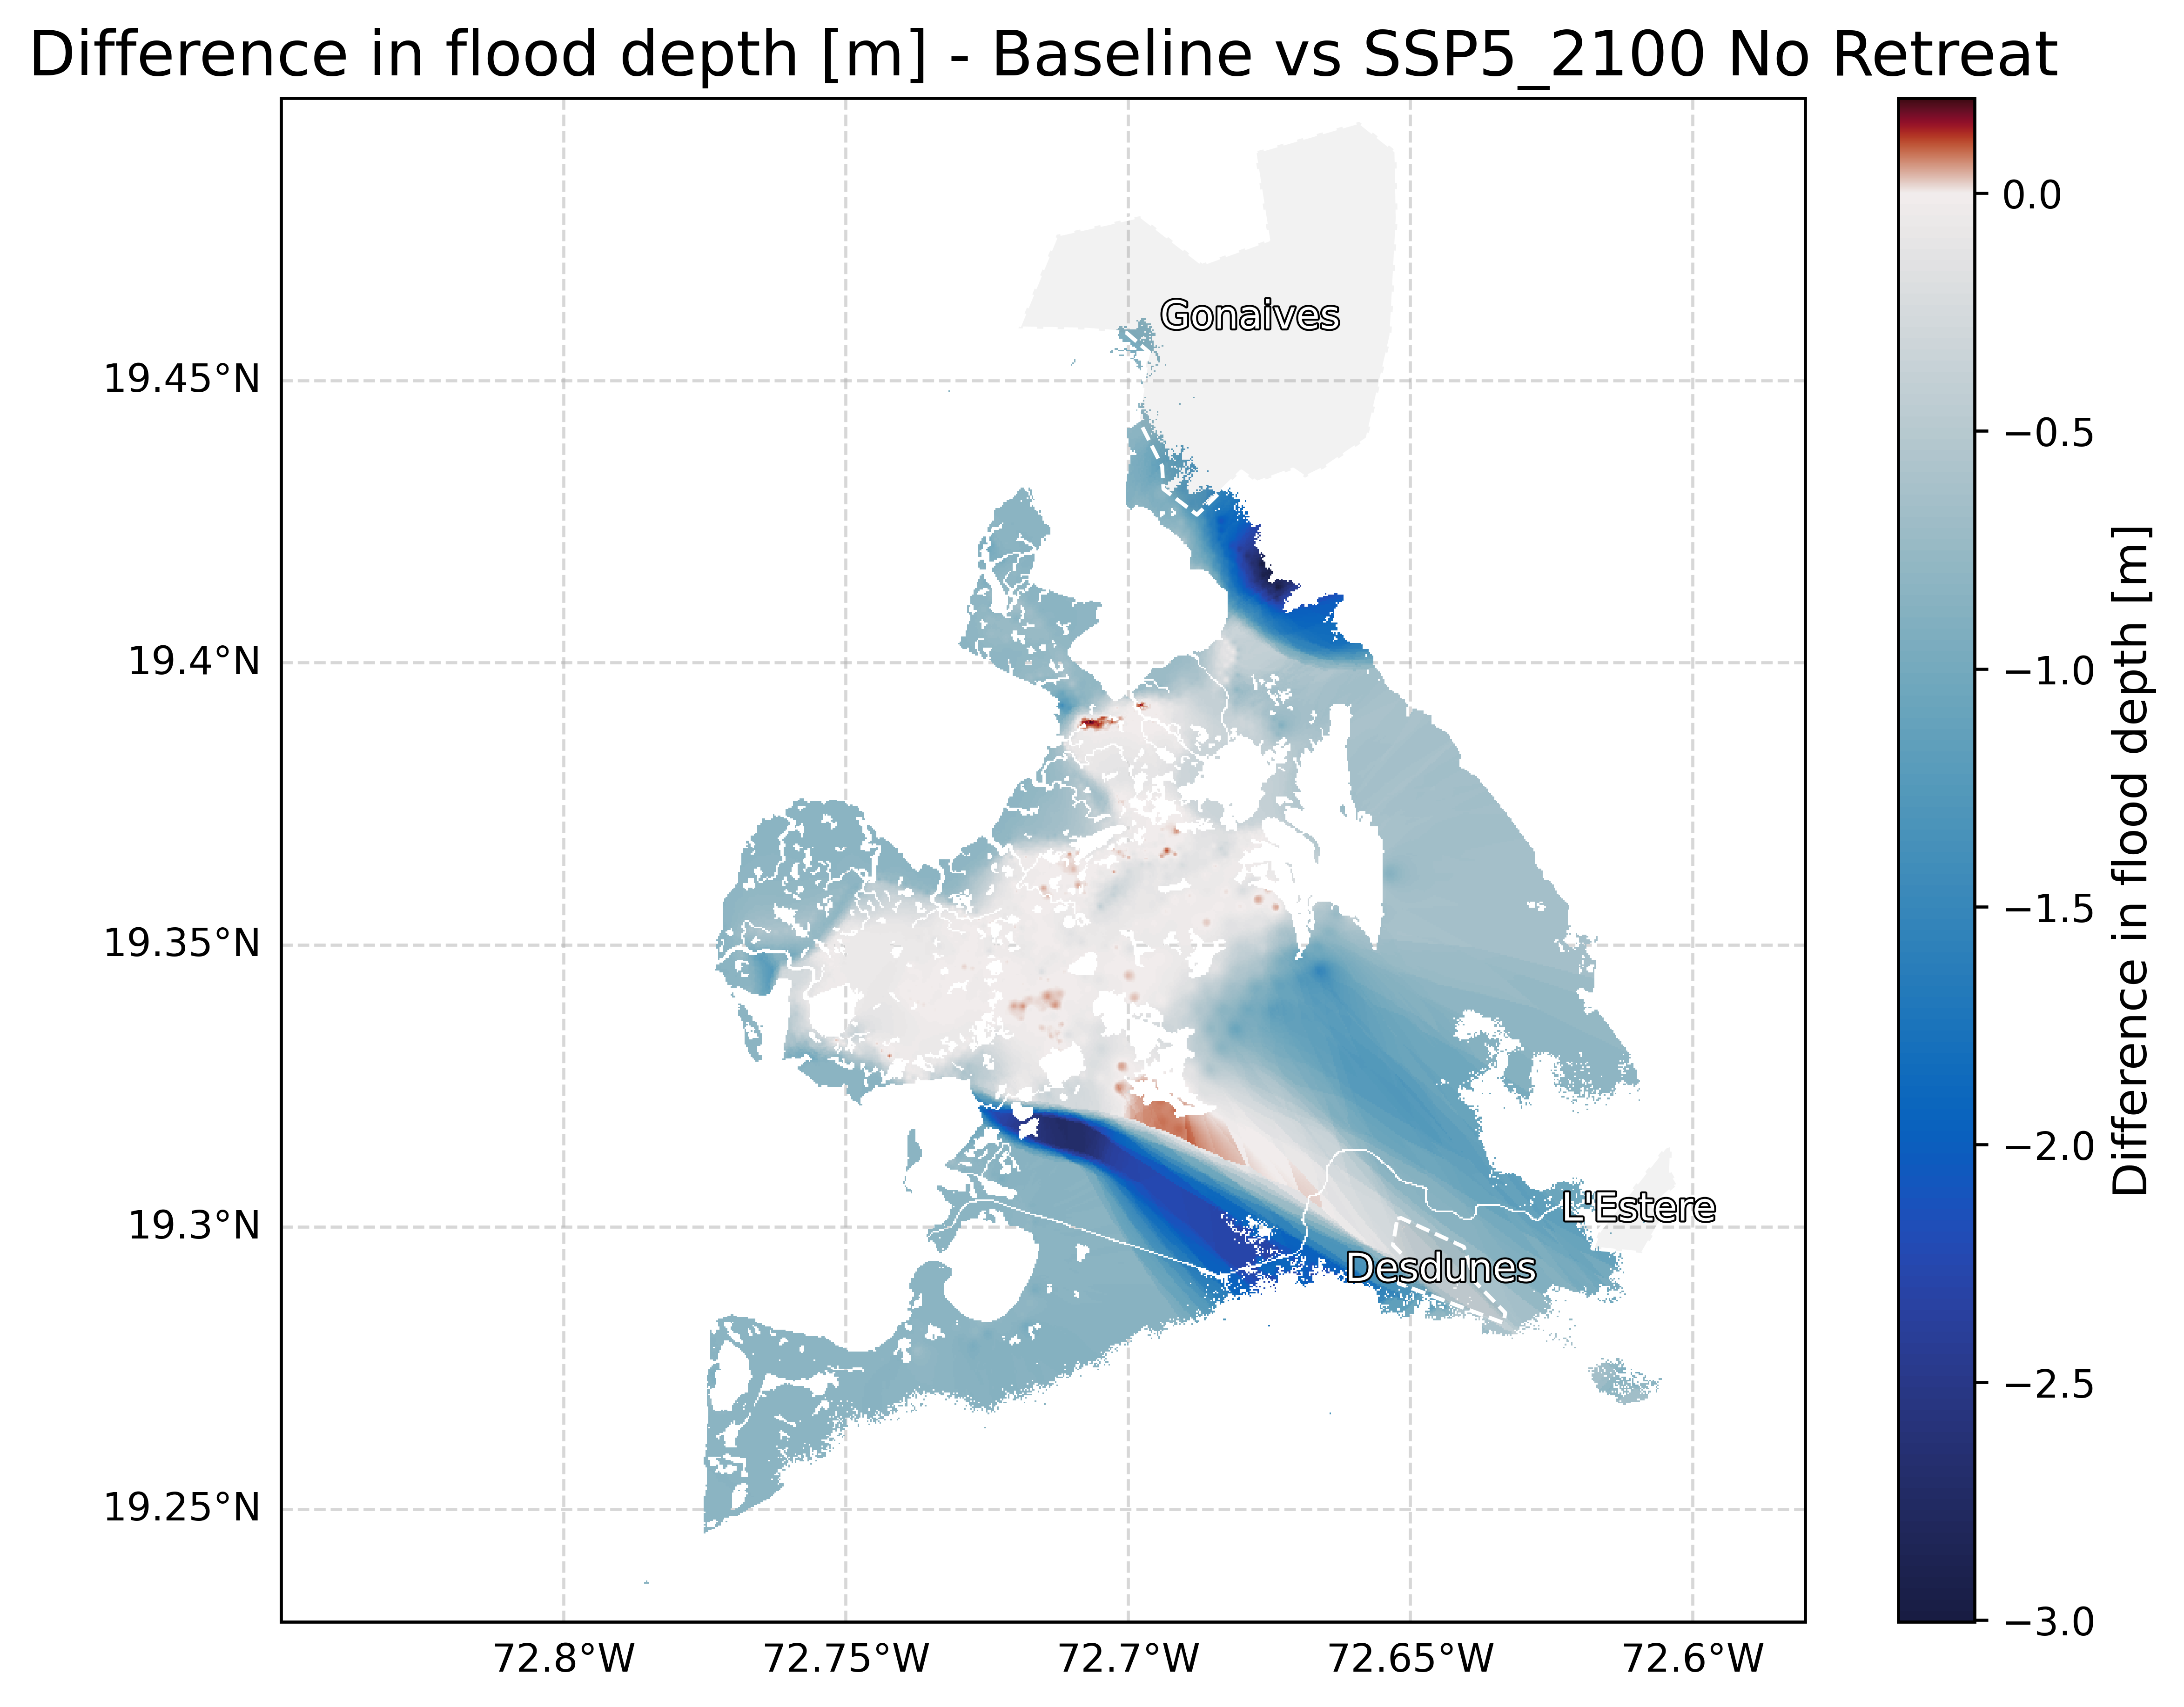 Difference in flood depth [m] - Baseline vs SSP5_2100 No Retreat
Gonaives
L'Estere
Desdunes
19.45°N
19.4°N
19.35°N
19.3°N
19.25°N
72.8°W
72.75°W
72.7°W
72.65°W
72.6°W
0.0
−0.5
−1.0
−1.5
−2.0
−2.5
−3.0
Difference in flood depth [m]